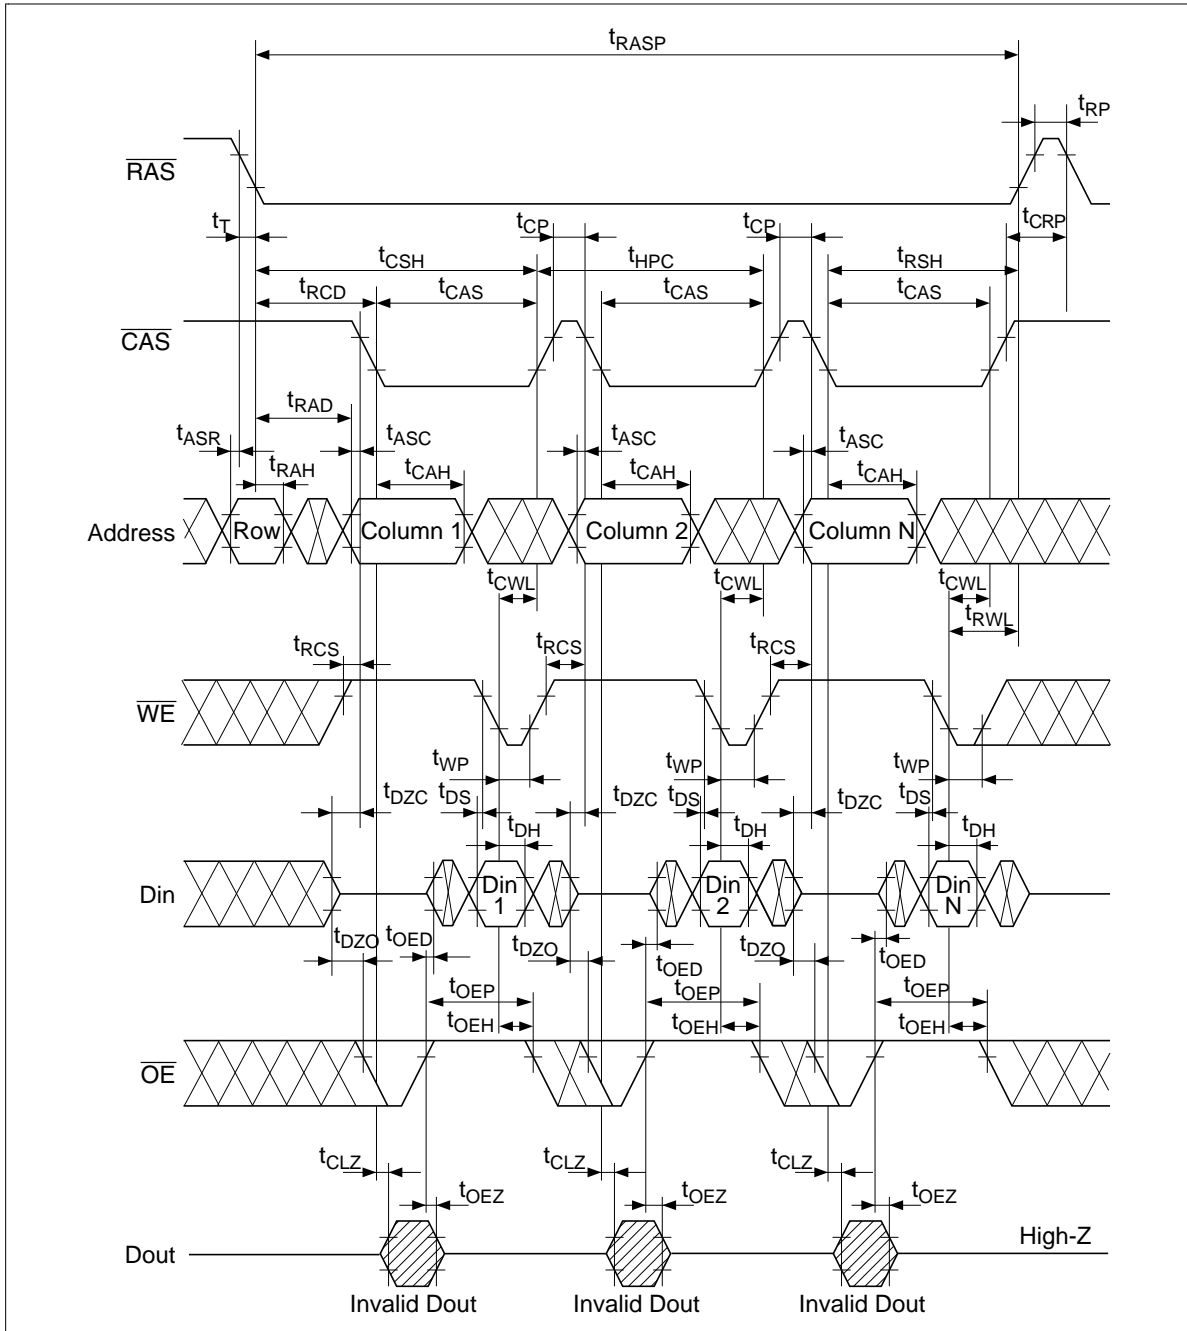 tRASP
tRP
RAS
tT
tCP
tCP
tCRP
tCSH
tHPC
tRSH
tRCD
tCAS
tCAS
tCAS
CAS
tRAD
tASR
tASC
tASC
tASC
tRAH
tCAH
tCAH
tCAH
Address
Row
Column 1
Column 2
Column N
tCWL
tCWL
tCWL
tRWL
tRCS
tRCS
tRCS
WE
tWP
tWP
tWP
tDZC
tDS
tDZC
tDS
tDZC
tDS
tDH
tDH
tDH
Din
Din
1
Din
2
Din
N
tDZO
tOED
tDZO
tOED
tDZO
tOED
tOEP
tOEP
tOEP
tOEH
tOEH
tOEH
OE
tCLZ
tCLZ
tCLZ
tOEZ
tOEZ
tOEZ
Dout
High-Z
Invalid Dout
Invalid Dout
Invalid Dout